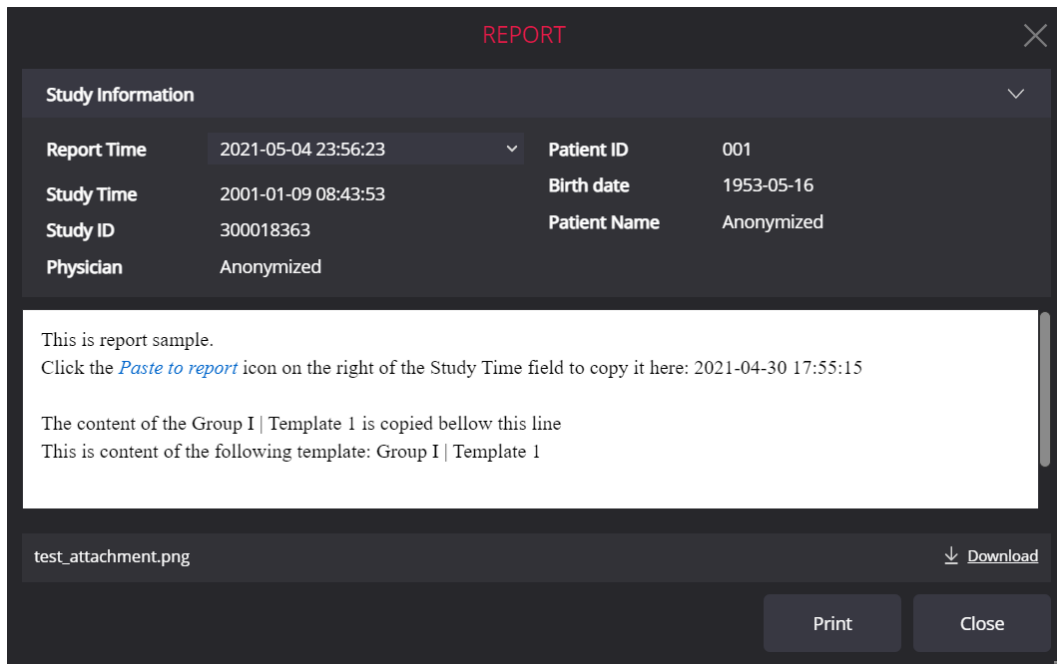 REPORT
Study Information
Report Time 2021-05-04 23:56:23 Patient ID 001
Study Time 2001-01-09 08:43:53 Birth date 1953-05-16
Study ID 300018363 Patient Name Anonymized
Physician Anonymized
This is report sample.
Click the Paste to report icon on the right of the Study Time field to copy it here: 2021-04-30 17:55:15
The content of the Group I | Template 1 is copied bellow this line
This is content of the following template: Group I | Template 1
test_attachment.png Download
Print Close